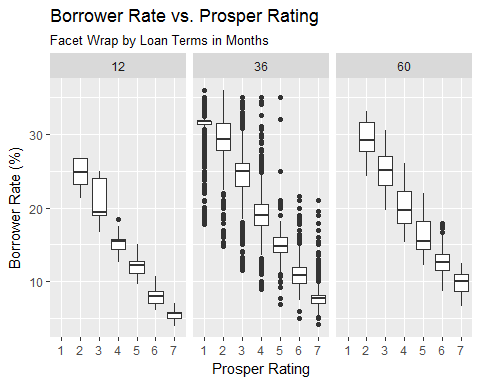 Borrower Rate vs. Prosper Rating
Facet Wrap by Loan Terms in Months
12 36 60
Borrower Rate (%)
30
20
10
1 2 3 4 5 6 7 1 2 3 4 5 6 7 1 2 3 4 5 6 7
Prosper Rating